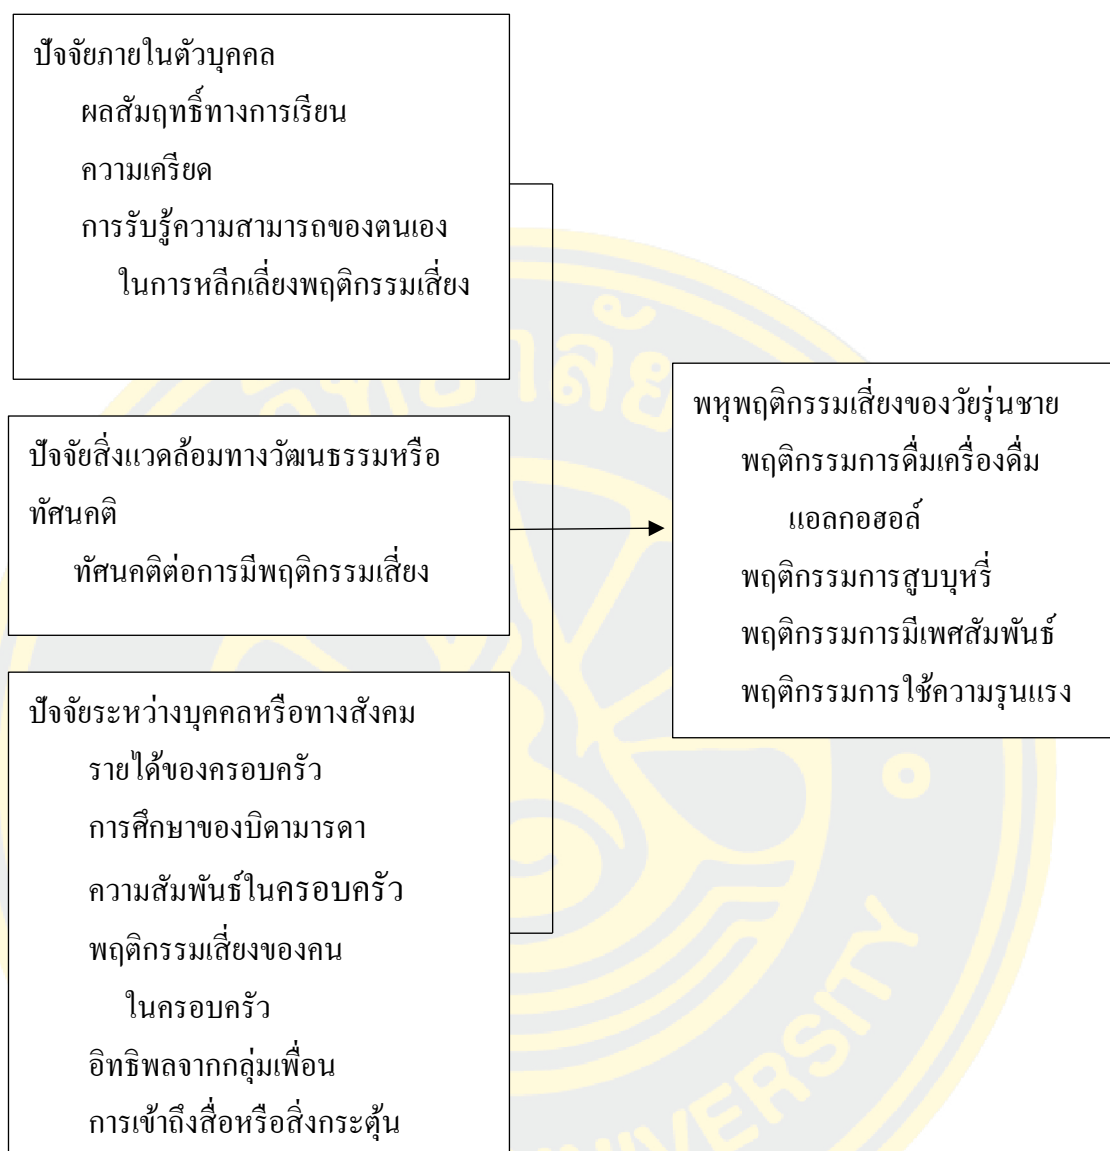 ปัจจัยภายในตัวบุคคล
ผลสัมฤทธิ์ทางการเรียน
ความเครียด
การรับรู้ความสามารถของตนเอง
ในการหลีกเลี่ยงพฤติกรรมเสี่ยง
ปัจจัยสิ่งแวดล้อมทางวัฒนธรรมหรือ
ทัศนคติ
ทัศนคติต่อการมีพฤติกรรมเสี่ยง
ปัจจัยระหว่างบุคคลหรือทางสังคม
รายได้ของครอบครัว
การศึกษาของบิดามารดา
ความสัมพันธ์ในครอบครัว
พฤติกรรมเสี่ยงของคน
ในครอบครัว
อิทธิพลจากกลุ่มเพื่อน
การเข้าถึงสื่อหรือสิ่งกระตุ้น
พหุพฤติกรรมเสี่ยงของวัยรุ่นชาย
พฤติกรรมการดื่มเครื่องดื่ม
แอลกอฮอล์
พฤติกรรมการสูบบุหรี่
พฤติกรรมการมีเพศสัมพันธ์
พฤติกรรมการใช้ความรุนแรง